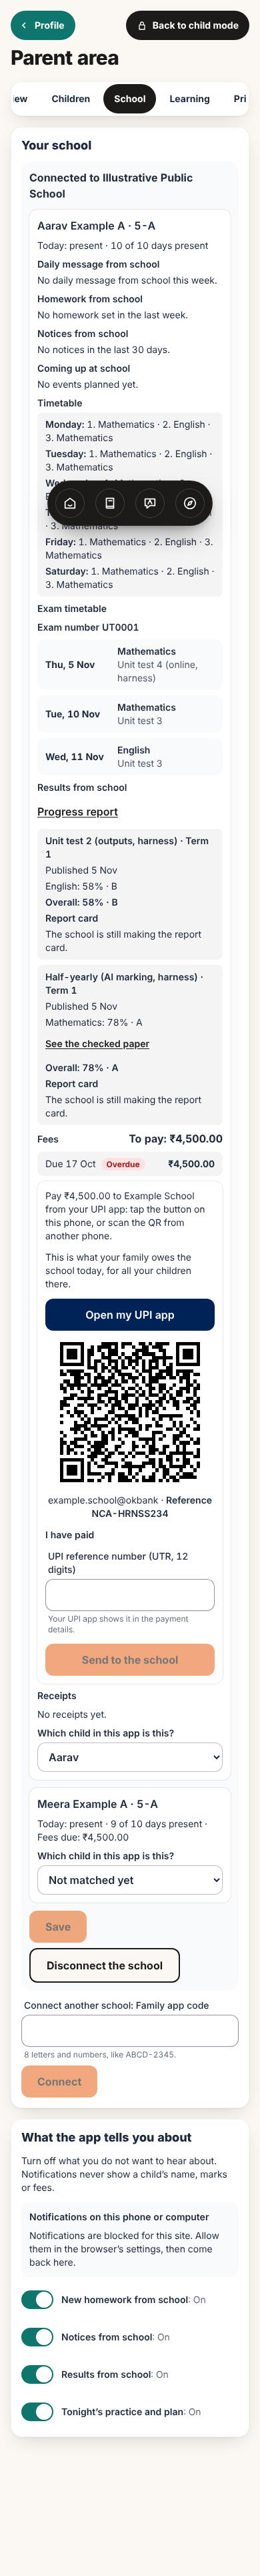 Profile
Back to child mode
Parent area
iew Children School Learning Pri
Your school
Connected to Illustrative Public
School
Aarav Example A · 5-A
Today: present · 10 of 10 days present
Daily message from school
No daily message from school this week.
Homework from school
No homework set in the last week.
Notices from school
No notices in the last 30 days.
Coming up at school
No events planned yet.
Timetable
Monday: 1. Mathematics · 2. English ·
3. Mathematics
Tuesday: 1. Mathematics · 2. English ·
3. Mathematics
· 3. Mathematics
Friday: 1. Mathematics · 2. English · 3.
Mathematics
Saturday: 1. Mathematics · 2. English ·
3. Mathematics
Exam timetable
Exam number UT0001
Thu, 5 Nov
Mathematics
Unit test 4 (online,
harness)
Tue, 10 Nov
Mathematics
Unit test 3
Wed, 11 Nov
English
Unit test 3
Results from school
Progress report
Unit test 2 (outputs, harness) · Term
1
Published 5 Nov
English: 58% · B
Overall: 58% · B
Report card
The school is still making the report
card.
Half-yearly (AI marking, harness) ·
Term 1
Published 5 Nov
Mathematics: 78% · A
See the checked paper
Overall: 78% · A
Report card
The school is still making the report
card.
Fees To pay: ₹4,500.00
Due 17 Oct Overdue ₹4,500.00
Pay ₹4,500.00 to Example School
from your UPI app: tap the button on
this phone, or scan the QR from
another phone.
This is what your family owes the
school today, for all your children
there.
Open my UPI app
example.school@okbank · Reference
NCA-HRNSS234
I have paid
UPI reference number (UTR, 12
digits)
Your UPI app shows it in the payment
details.
Send to the school
Receipts
No receipts yet.
Which child in this app is this?
Aarav
Meera Example A · 5-A
Today: present · 9 of 10 days present ·
Fees due: ₹4,500.00
Which child in this app is this?
Not matched yet
Save
Disconnect the school
Connect another school: Family app code
8 letters and numbers, like ABCD-2345.
Connect
What the app tells you about
Turn off what you do not want to hear about.
Notifications never show a child's name, marks
or fees.
Notifications on this phone or computer
Notifications are blocked for this site. Allow
them in the browser's settings, then come
back here.
New homework from school: On
Notices from school: On
Results from school: On
Tonight's practice and plan: On